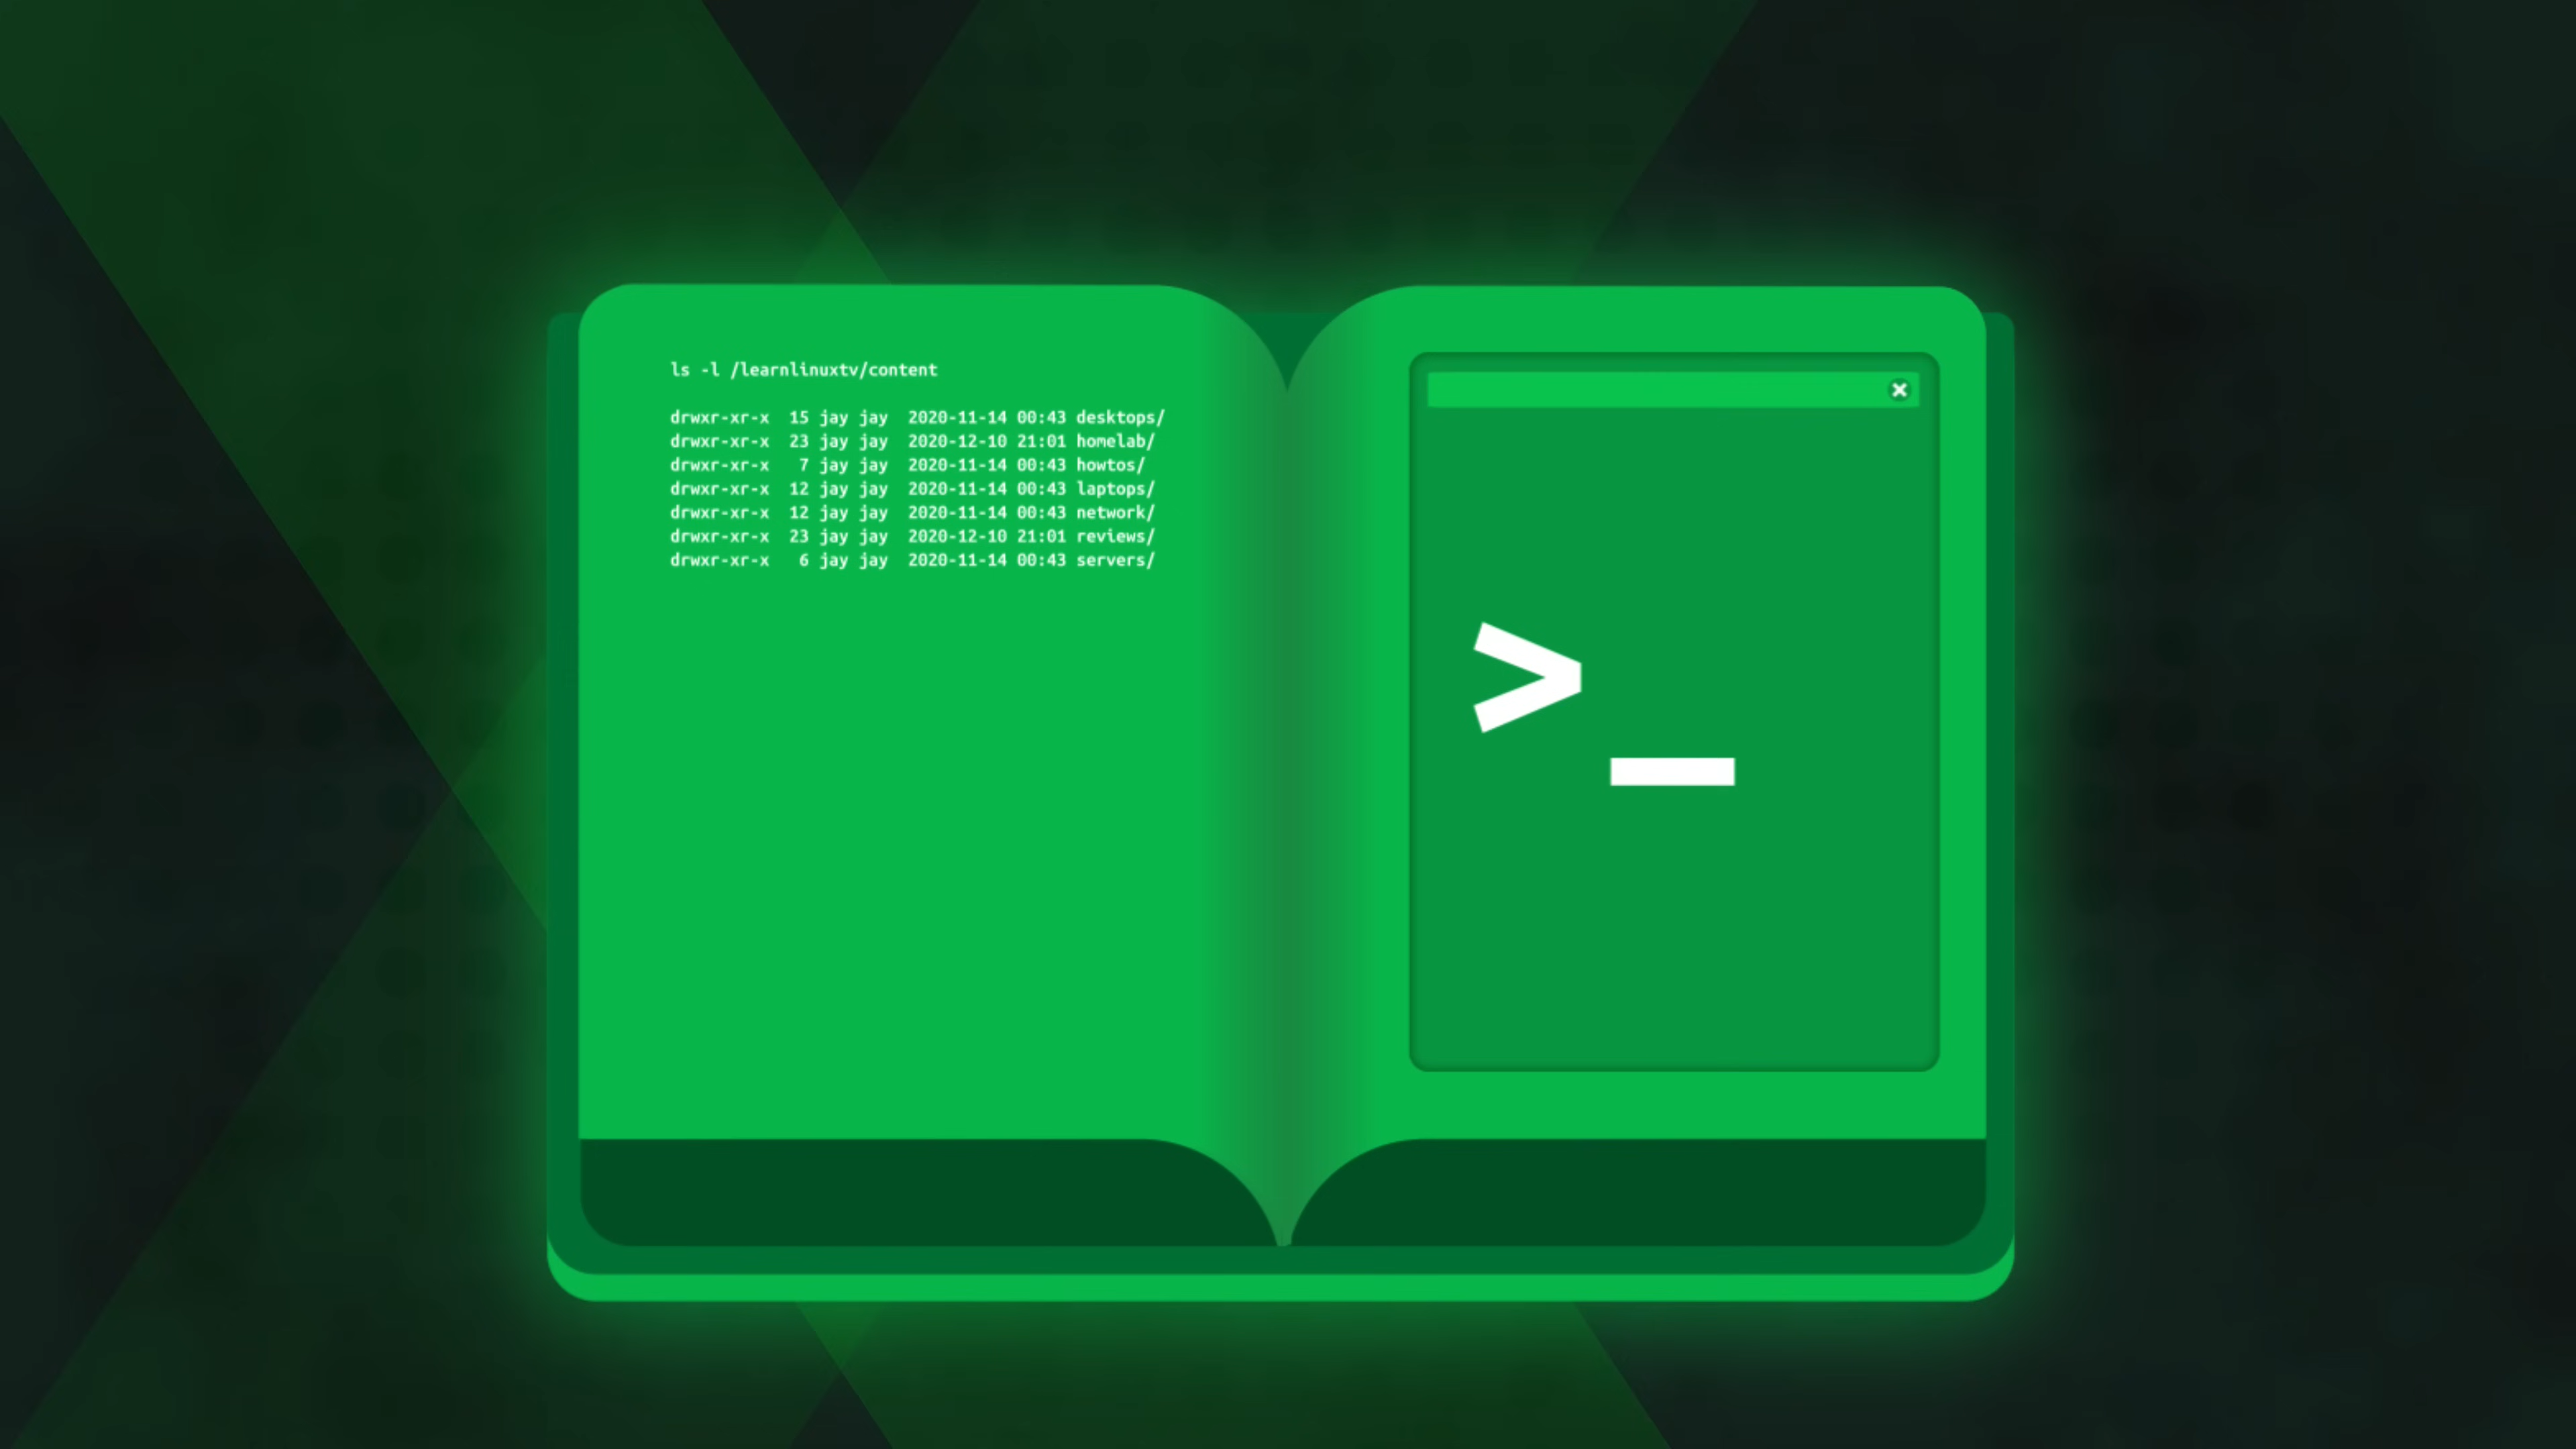 ls -l /learnlinuxtv/content
drwxr-xr-x  15 jay jay  2020-11-14 00:43 desktops/
drwxr-xr-x  23 jay jay  2020-12-10 21:01 homelab/
drwxr-xr-x   7 jay jay  2020-11-14 00:43 howtos/
drwxr-xr-x  12 jay jay  2020-11-14 00:43 laptops/
drwxr-xr-x  12 jay jay  2020-11-14 00:43 network/
drwxr-xr-x  23 jay jay  2020-12-10 21:01 reviews/
drwxr-xr-x   6 jay jay  2020-11-14 00:43 servers/
>_